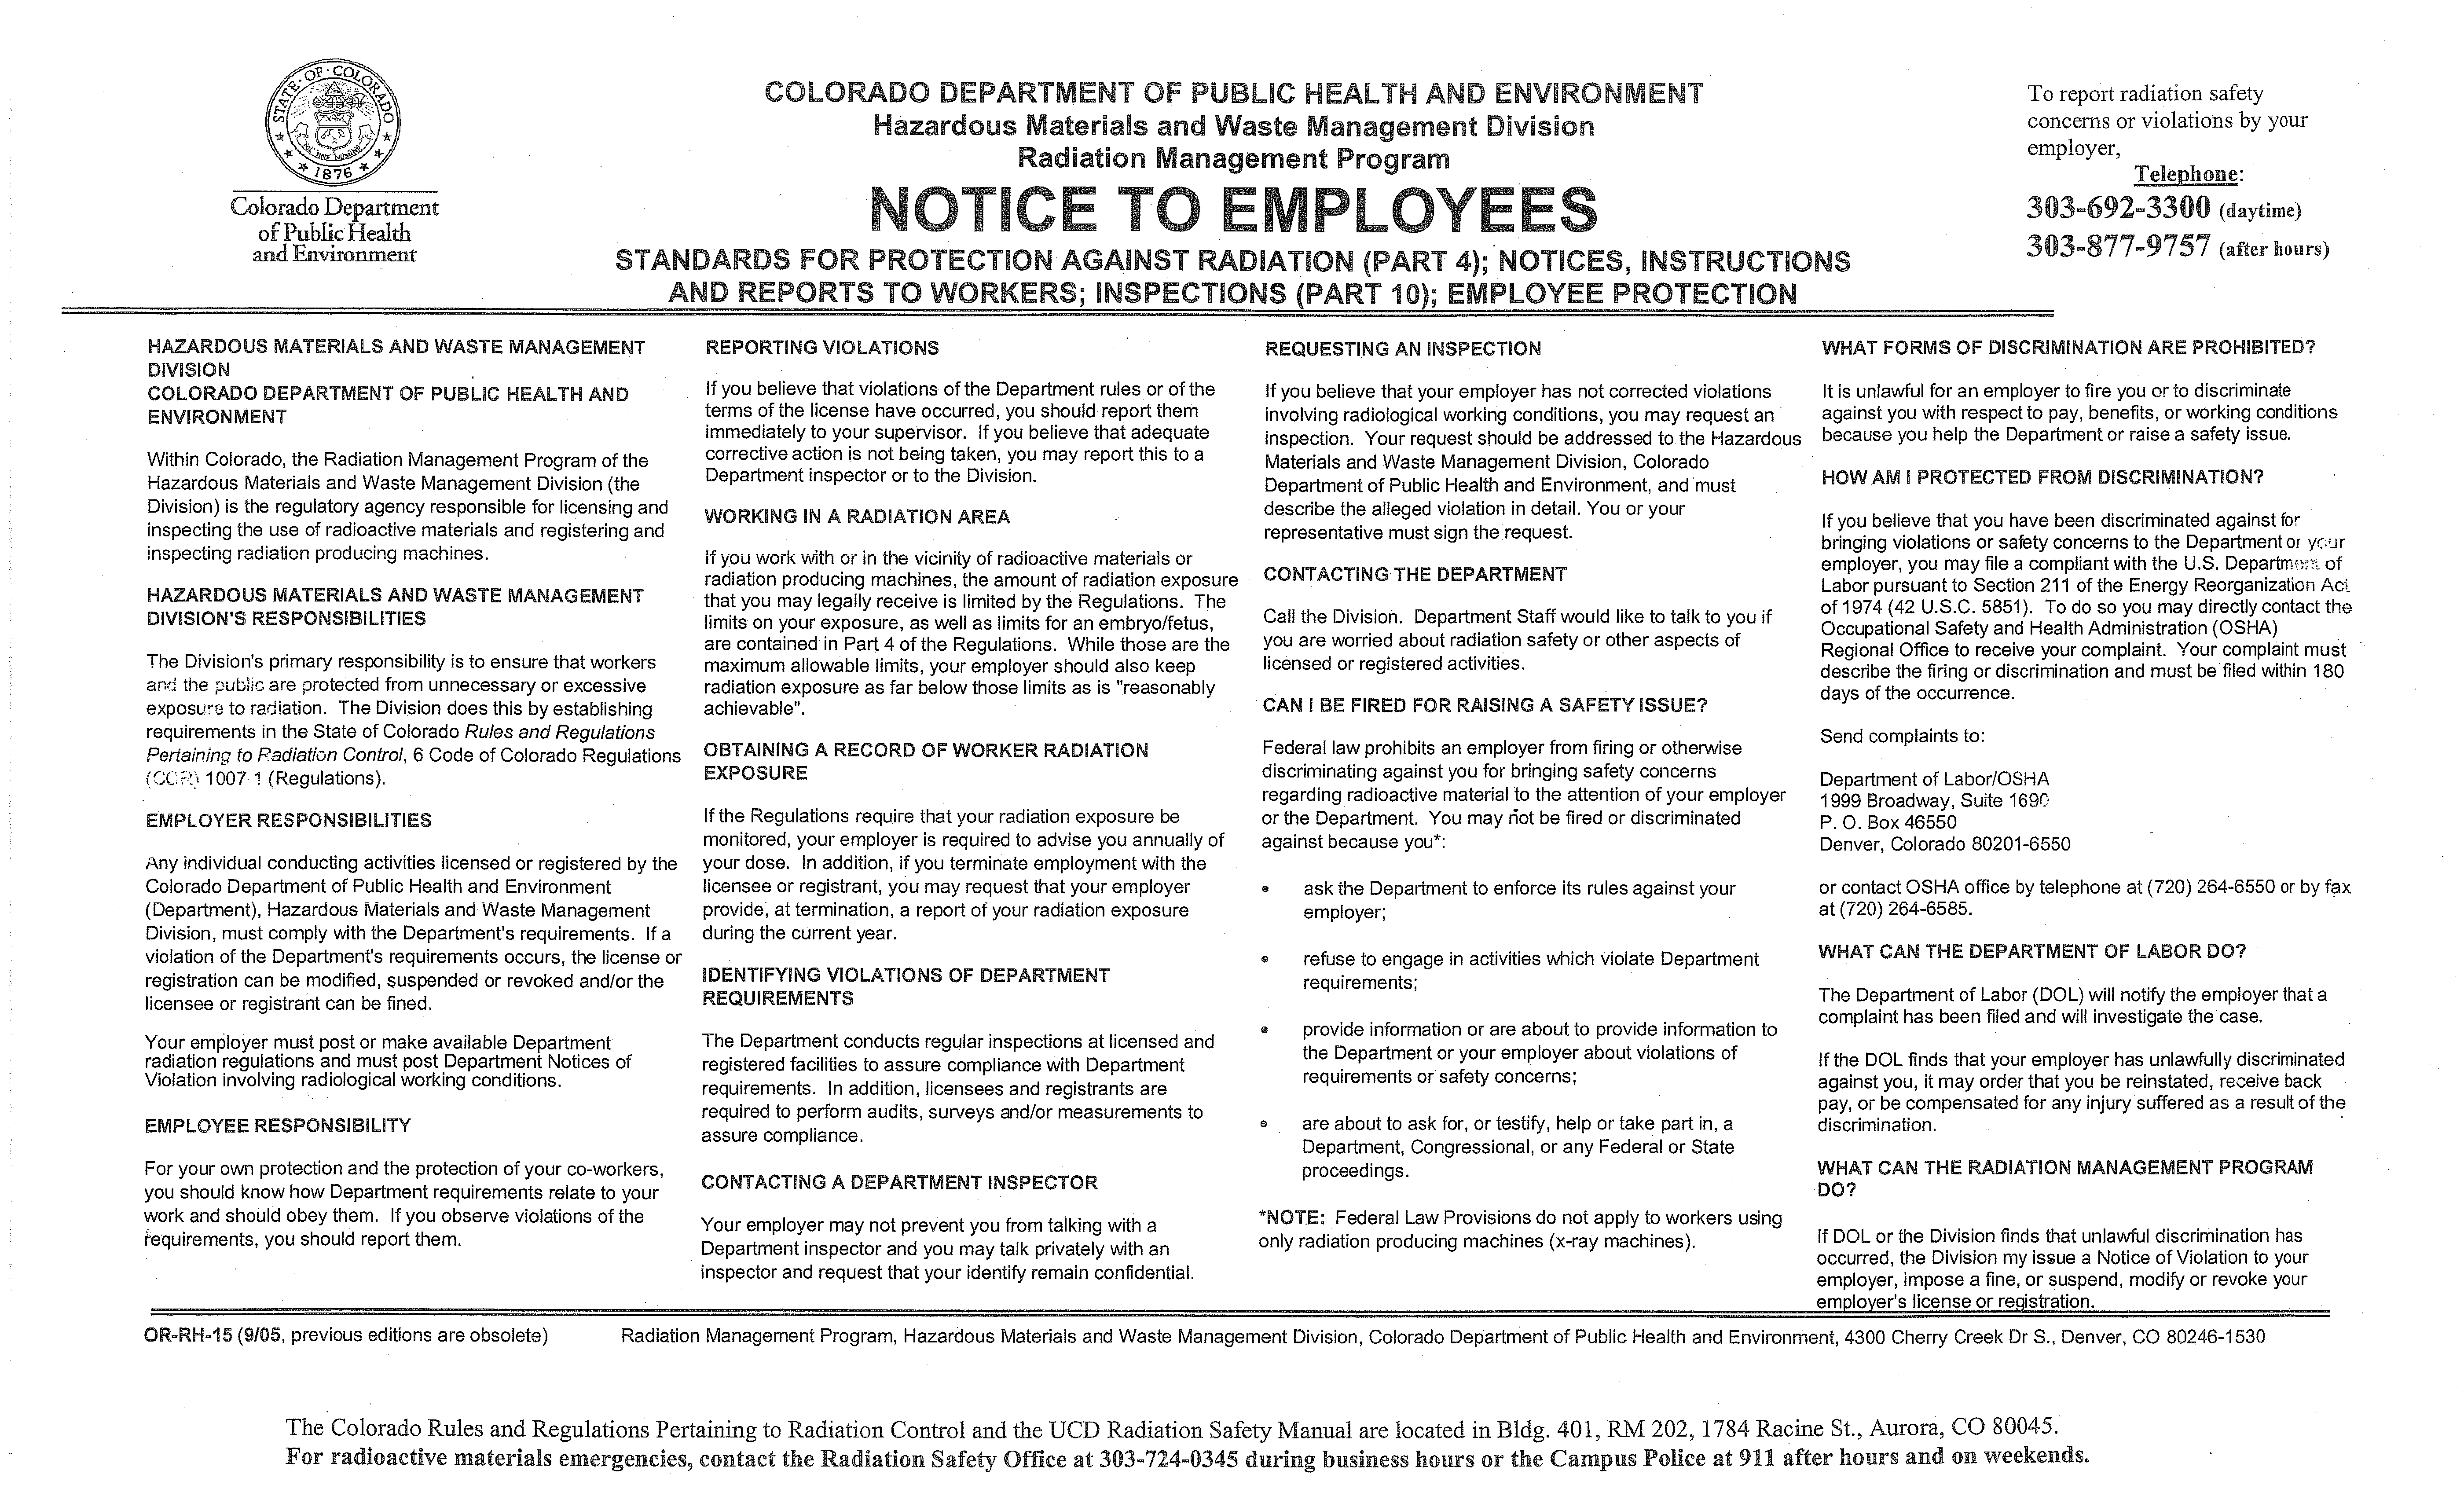 STATE · OF · COLORADO
1876
Colorado Department
of Public Health
and Environment
COLORADO DEPARTMENT OF PUBLIC HEALTH AND ENVIRONMENT
Hazardous Materials and Waste Management Division
Radiation Management Program
NOTICE TO EMPLOYEES
STANDARDS FOR PROTECTION AGAINST RADIATION (PART 4); NOTICES, INSTRUCTIONS
AND REPORTS TO WORKERS; INSPECTIONS (PART 10); EMPLOYEE PROTECTION
To report radiation safety
concerns or violations by your
employer,
Telephone:
303-692-3300 (daytime)
303-877-9757 (after hours)
HAZARDOUS MATERIALS AND WASTE MANAGEMENT
DIVISION
COLORADO DEPARTMENT OF PUBLIC HEALTH AND
ENVIRONMENT
Within Colorado, the Radiation Management Program of the
Hazardous Materials and Waste Management Division (the
Division) is the regulatory agency responsible for licensing and
inspecting the use of radioactive materials and registering and
inspecting radiation producing machines.
HAZARDOUS MATERIALS AND WASTE MANAGEMENT
DIVISION'S RESPONSIBILITIES
The Division's primary responsibility is to ensure that workers
and the public are protected from unnecessary or excessive
exposure to radiation. The Division does this by establishing
requirements in the State of Colorado Rules and Regulations
Pertaining to Radiation Control, 6 Code of Colorado Regulations
(CCR) 1007-1 (Regulations).
EMPLOYER RESPONSIBILITIES
Any individual conducting activities licensed or registered by the
Colorado Department of Public Health and Environment
(Department), Hazardous Materials and Waste Management
Division, must comply with the Department's requirements. If a
violation of the Department's requirements occurs, the license or
registration can be modified, suspended or revoked and/or the
licensee or registrant can be fined.
Your employer must post or make available Department
radiation regulations and must post Department Notices of
Violation involving radiological working conditions.
EMPLOYEE RESPONSIBILITY
For your own protection and the protection of your co-workers,
you should know how Department requirements relate to your
work and should obey them. If you observe violations of the
requirements, you should report them.
REPORTING VIOLATIONS
If you believe that violations of the Department rules or of the
terms of the license have occurred, you should report them
immediately to your supervisor. If you believe that adequate
corrective action is not being taken, you may report this to a
Department inspector or to the Division.
WORKING IN A RADIATION AREA
If you work with or in the vicinity of radioactive materials or
radiation producing machines, the amount of radiation exposure
that you may legally receive is limited by the Regulations. The
limits on your exposure, as well as limits for an embryo/fetus,
are contained in Part 4 of the Regulations. While those are the
maximum allowable limits, your employer should also keep
radiation exposure as far below those limits as is "reasonably
achievable".
OBTAINING A RECORD OF WORKER RADIATION
EXPOSURE
If the Regulations require that your radiation exposure be
monitored, your employer is required to advise you annually of
your dose. In addition, if you terminate employment with the
licensee or registrant, you may request that your employer
provide, at termination, a report of your radiation exposure
during the current year.
IDENTIFYING VIOLATIONS OF DEPARTMENT
REQUIREMENTS
The Department conducts regular inspections at licensed and
registered facilities to assure compliance with Department
requirements. In addition, licensees and registrants are
required to perform audits, surveys and/or measurements to
assure compliance.
CONTACTING A DEPARTMENT INSPECTOR
Your employer may not prevent you from talking with a
Department inspector and you may talk privately with an
inspector and request that your identify remain confidential.
REQUESTING AN INSPECTION
If you believe that your employer has not corrected violations
involving radiological working conditions, you may request an
inspection. Your request should be addressed to the Hazardous
Materials and Waste Management Division, Colorado
Department of Public Health and Environment, and must
describe the alleged violation in detail. You or your
representative must sign the request.
CONTACTING THE DEPARTMENT
Call the Division. Department Staff would like to talk to you if
you are worried about radiation safety or other aspects of
licensed or registered activities.
CAN I BE FIRED FOR RAISING A SAFETY ISSUE?
Federal law prohibits an employer from firing or otherwise
discriminating against you for bringing safety concerns
regarding radioactive material to the attention of your employer
or the Department. You may not be fired or discriminated
against because you*:
• ask the Department to enforce its rules against your
employer;
• refuse to engage in activities which violate Department
requirements;
• provide information or are about to provide information to
the Department or your employer about violations of
requirements or safety concerns;
• are about to ask for, or testify, help or take part in, a
Department, Congressional, or any Federal or State
proceedings.
*NOTE: Federal Law Provisions do not apply to workers using
only radiation producing machines (x-ray machines).
WHAT FORMS OF DISCRIMINATION ARE PROHIBITED?
It is unlawful for an employer to fire you or to discriminate
against you with respect to pay, benefits, or working conditions
because you help the Department or raise a safety issue.
HOW AM I PROTECTED FROM DISCRIMINATION?
If you believe that you have been discriminated against for
bringing violations or safety concerns to the Department or your
employer, you may file a compliant with the U.S. Department of
Labor pursuant to Section 211 of the Energy Reorganization Act
of 1974 (42 U.S.C. 5851). To do so you may directly contact the
Occupational Safety and Health Administration (OSHA)
Regional Office to receive your complaint. Your complaint must
describe the firing or discrimination and must be filed within 180
days of the occurrence.
Send complaints to:
Department of Labor/OSHA
1999 Broadway, Suite 1690
P. O. Box 46550
Denver, Colorado 80201-6550
or contact OSHA office by telephone at (720) 264-6550 or by fax
at (720) 264-6585.
WHAT CAN THE DEPARTMENT OF LABOR DO?
The Department of Labor (DOL) will notify the employer that a
complaint has been filed and will investigate the case.
If the DOL finds that your employer has unlawfully discriminated
against you, it may order that you be reinstated, receive back
pay, or be compensated for any injury suffered as a result of the
discrimination.
WHAT CAN THE RADIATION MANAGEMENT PROGRAM
DO?
If DOL or the Division finds that unlawful discrimination has
occurred, the Division my issue a Notice of Violation to your
employer, impose a fine, or suspend, modify or revoke your
employer's license or registration.
OR-RH-15 (9/05, previous editions are obsolete) Radiation Management Program, Hazardous Materials and Waste Management Division, Colorado Department of Public Health and Environment, 4300 Cherry Creek Dr S., Denver, CO 80246-1530
The Colorado Rules and Regulations Pertaining to Radiation Control and the UCD Radiation Safety Manual are located in Bldg. 401, RM 202, 1784 Racine St., Aurora, CO 80045.
For radioactive materials emergencies, contact the Radiation Safety Office at 303-724-0345 during business hours or the Campus Police at 911 after hours and on weekends.